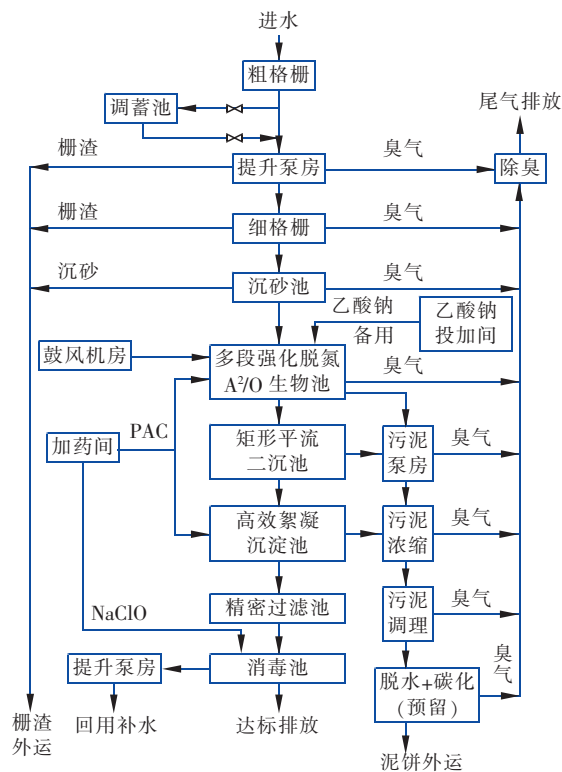 进水
粗格栅
调蓄池
尾气排放
栅渣
提升泵房
臭气
除臭
栅渣
细格栅
臭气
沉砂
沉砂池
臭气
乙酸钠
备用
乙酸钠
投加间
鼓风机房
多段强化脱氮
A²/O 生物池
臭气
加药间
PAC
矩形平流
二沉池
污泥
泵房
臭气
高效絮凝
沉淀池
污泥
浓缩
臭气
精密过滤池
污泥
调理
臭气
NaClO
提升泵房
消毒池
脱水+碳化
(预留)
臭
气
栅渣
外运
回用补水
达标排放
泥饼外运